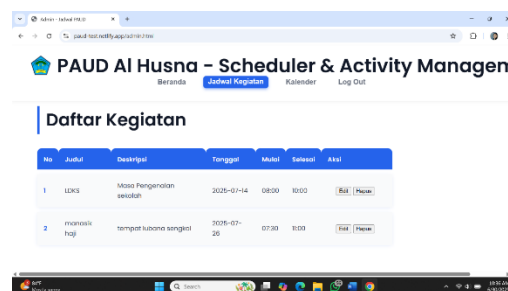 Admin - Jadwal PAUD
paud-test.netlify.app/admin.html
PAUD Al Husna - Scheduler & Activity Managem
Beranda Jadwal Kegiatan Kalender Log Out
Daftar Kegiatan
No Judul Deskripsi Tanggal Mulai Selesai Aksi
1 LDKS Masa Pengenalan sekolah 2025-07-14 08:00 10:00 Edit Hapus
2 manasik haji tempat lubana sengkol 2025-07-26 07:30 11:00 Edit Hapus
Search